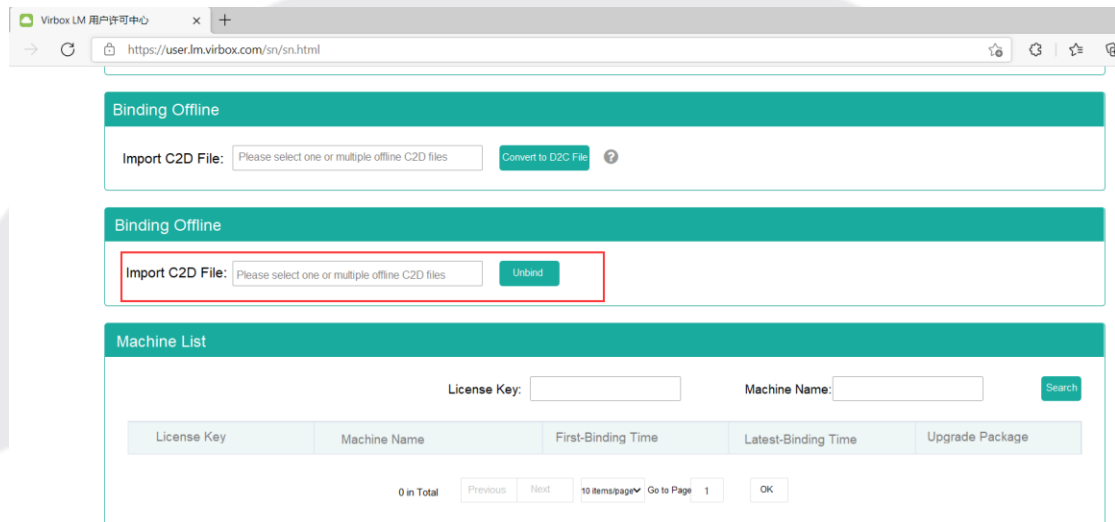 Virbox LM 用户许可中心
https://user.lm.virbox.com/sn/sn.html
Binding Offline
Import C2D File: Please select one or multiple offline C2D files Convert to D2C File ?
Binding Offline
Import C2D File: Please select one or multiple offline C2D files Unbind
Machine List
License Key: Machine Name: Search
License Key Machine Name First-Binding Time Latest-Binding Time Upgrade Package
0 in Total Previous Next 10 items/page Go to Page 1 OK